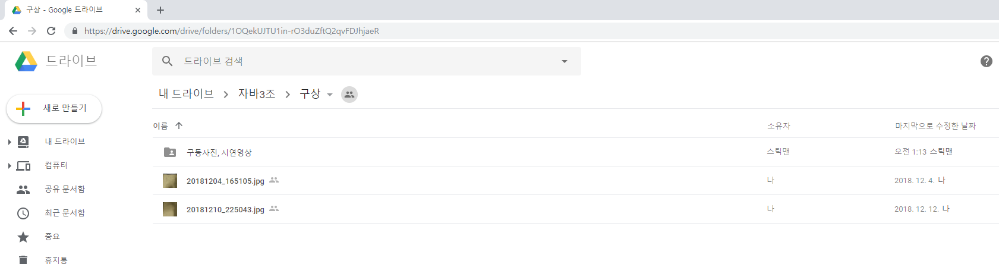 구상 - Google 드라이브
https://drive.google.com/drive/folders/1OQekUJTU1in-rO3duZftQ2qvFDJhjaeR
드라이브
드라이브 검색
내 드라이브 > 자바3조 > 구상
새로 만들기
내 드라이브
컴퓨터
공유 문서함
최근 문서함
중요
휴지통
이름 소유자 마지막으로 수정한 날짜
구동사진, 시연영상 스틱맨 오전 1:13 스틱맨
20181204_165105.jpg 나 2018. 12. 4. 나
20181210_225043.jpg 나 2018. 12. 12. 나